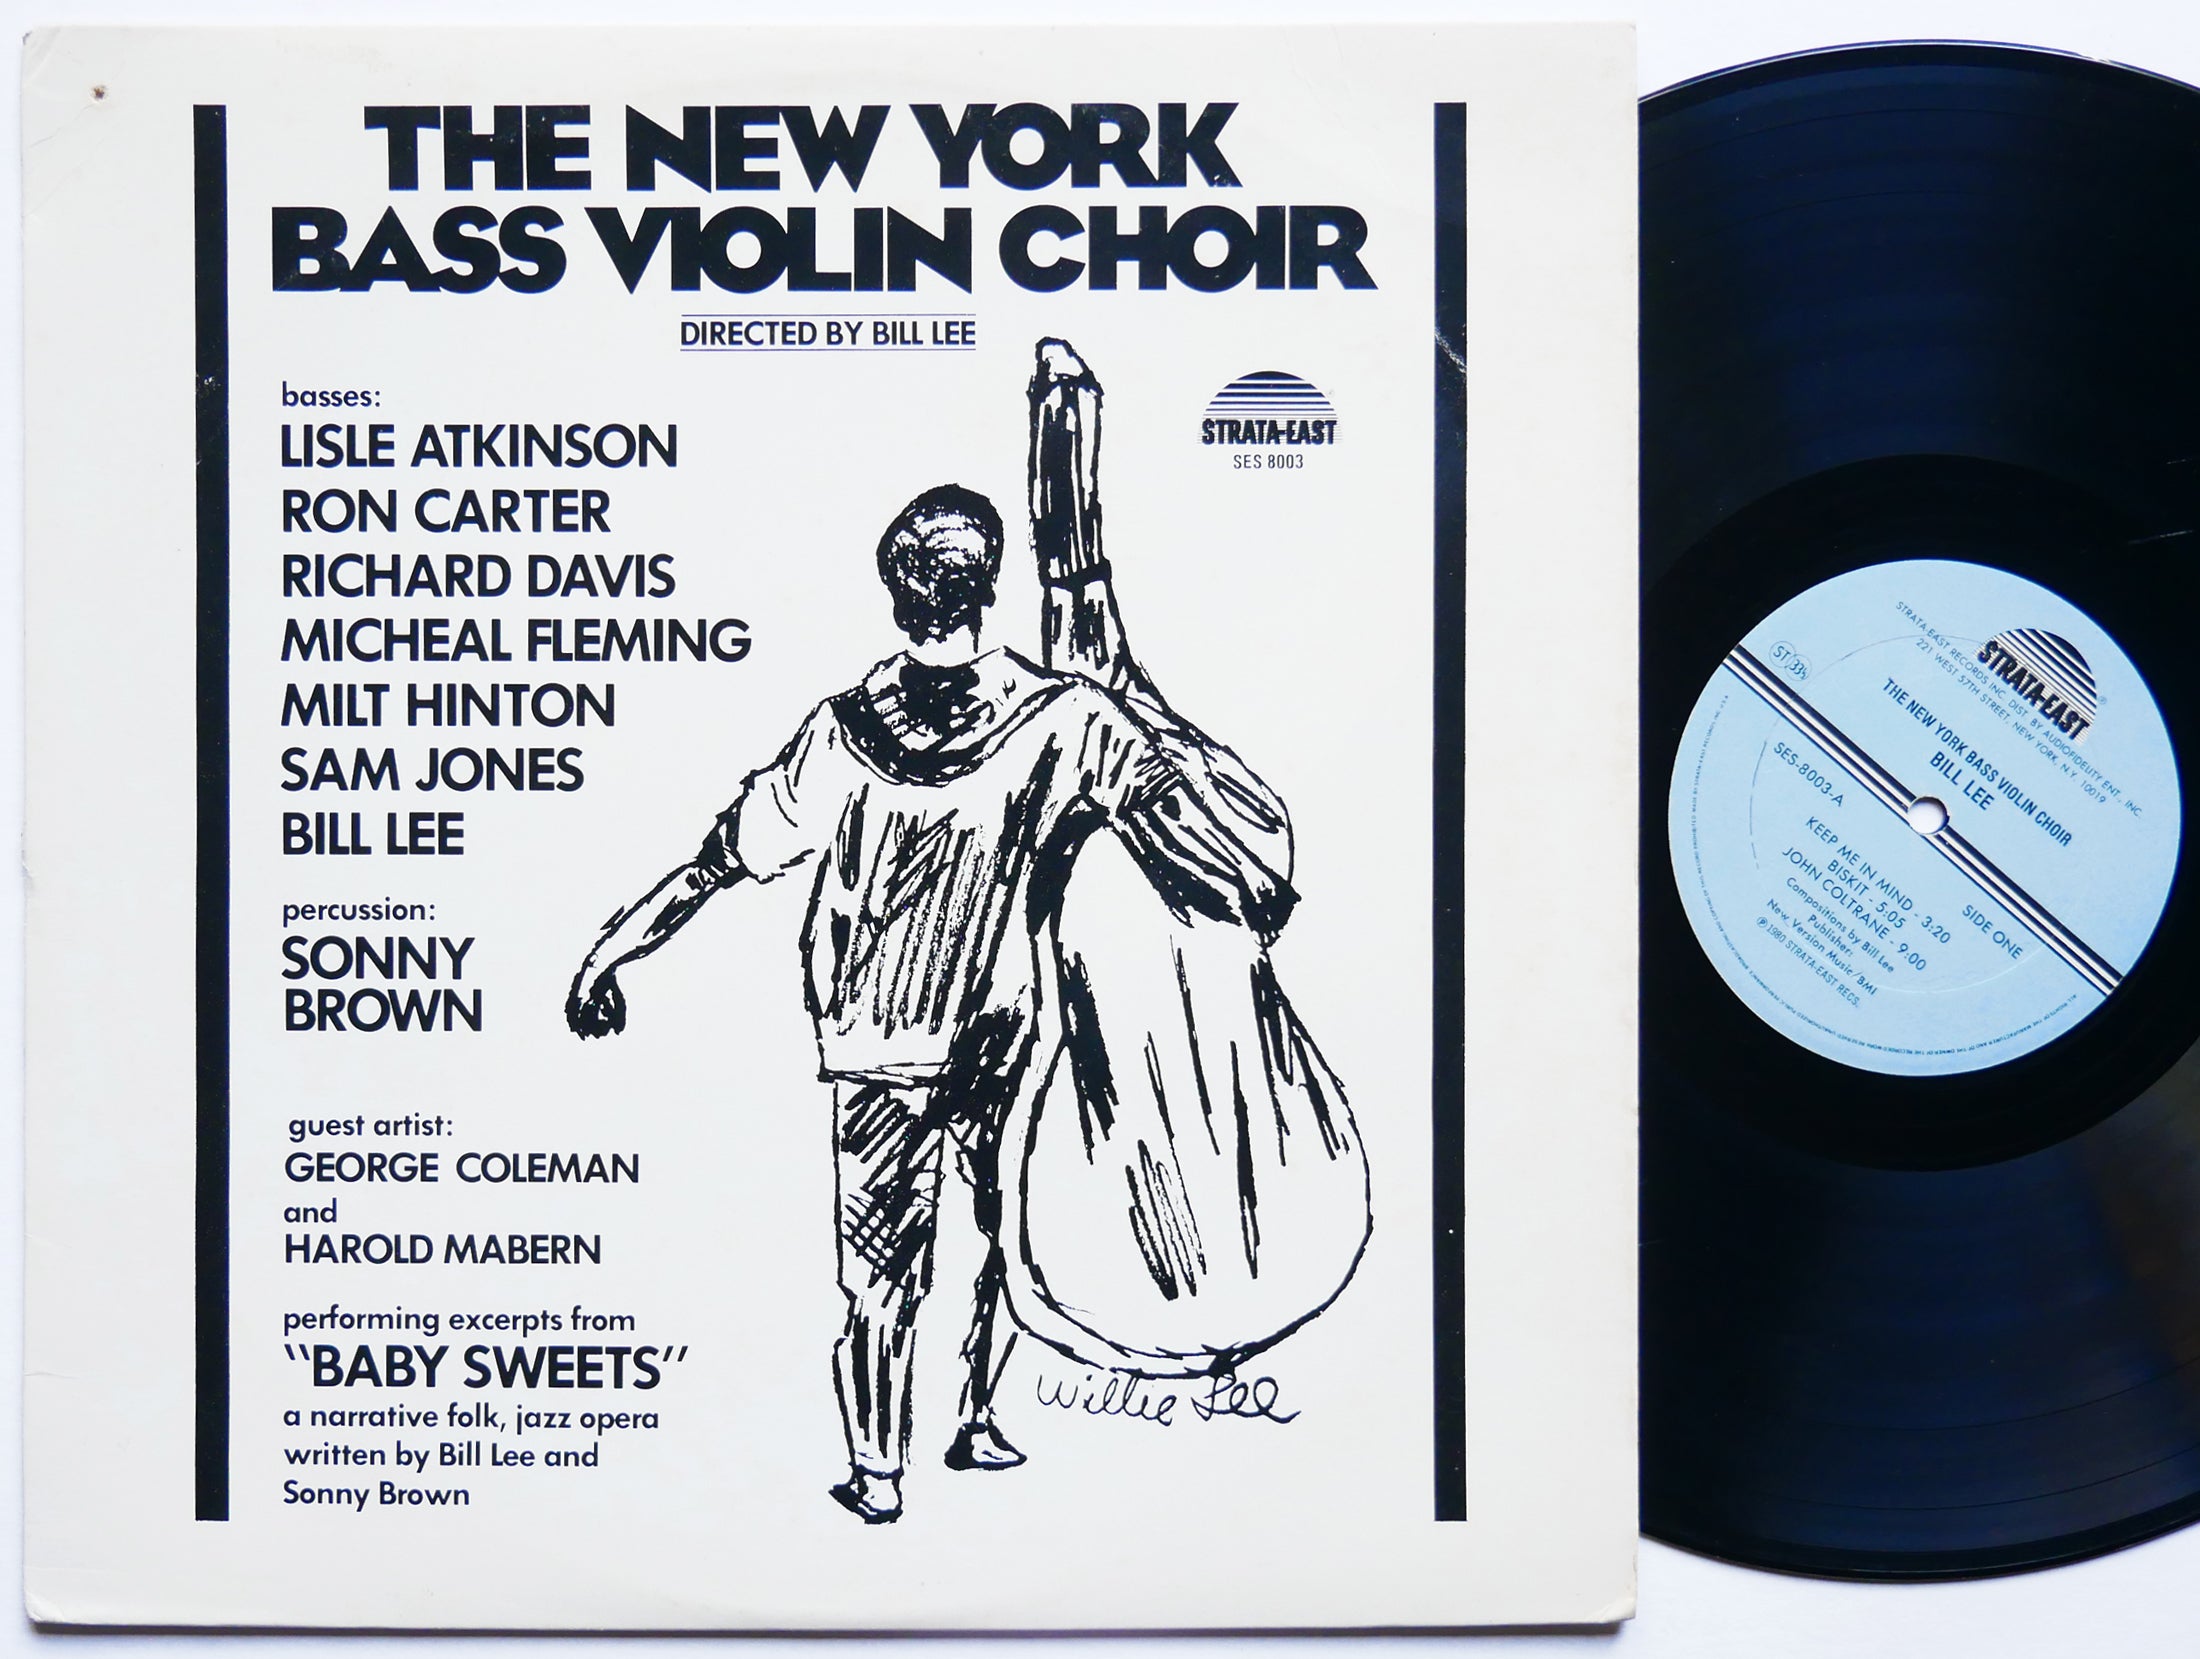 THE NEW YORK
BASS VIOLIN CHOIR
DIRECTED BY BILL LEE
basses:
LISLE ATKINSON
RON CARTER
RICHARD DAVIS
MICHEAL FLEMING
MILT HINTON
SAM JONES
BILL LEE
percussion:
SONNY
BROWN
guest artist:
GEORGE COLEMAN
and
HAROLD MABERN
performing excerpts from
"BABY SWEETS"
a narrative folk, jazz opera
written by Bill Lee and
Sonny Brown
STRATA-EAST
SES 8003
Willie Lee
STRATA-EAST
®
STRATA-EAST RECORDS INC. DIST. BY AUDIOFIDELITY ENT., INC.
221 WEST 57TH STREET, NEW YORK, N.Y. 10019
ST 33⅓
THE NEW YORK BASS VIOLIN CHOIR
BILL LEE
SES-8003-A
SIDE ONE
KEEP ME IN MIND - 3:20
BISKIT - 5:05
JOHN COLTRANE - 9:00
Compositions by Bill Lee
Publisher:
New Version Music/BMI
℗ 1980 STRATA-EAST RECS.